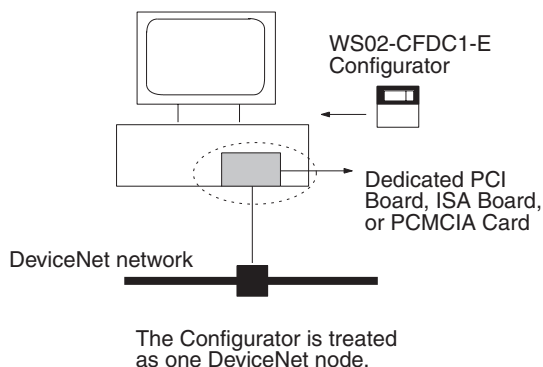 WS02-CFDC1-E
Configurator
Dedicated PCI
Board, ISA Board,
or PCMCIA Card
DeviceNet network
The Configurator is treated
as one DeviceNet node.